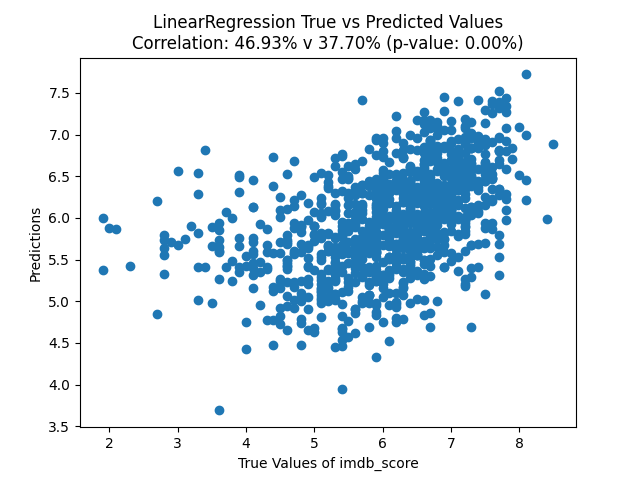 LinearRegression True vs Predicted Values
Correlation: 46.93% v 37.70% (p-value: 0.00%)
Predictions
7.5
7.0
6.5
6.0
5.5
5.0
4.5
4.0
3.5
2 3 4 5 6 7 8
True Values of imdb_score